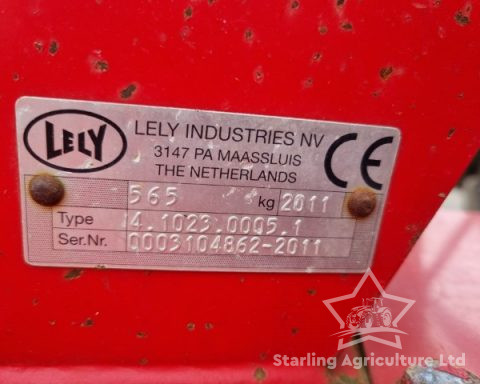 LELY
LELY INDUSTRIES NV
3147 PA MAASSLUIS
THE NETHERLANDS
CE
565 kg 2011
Type 4.1023.0005.1
Ser.Nr. 0003104862-2011
Starling Agriculture Ltd